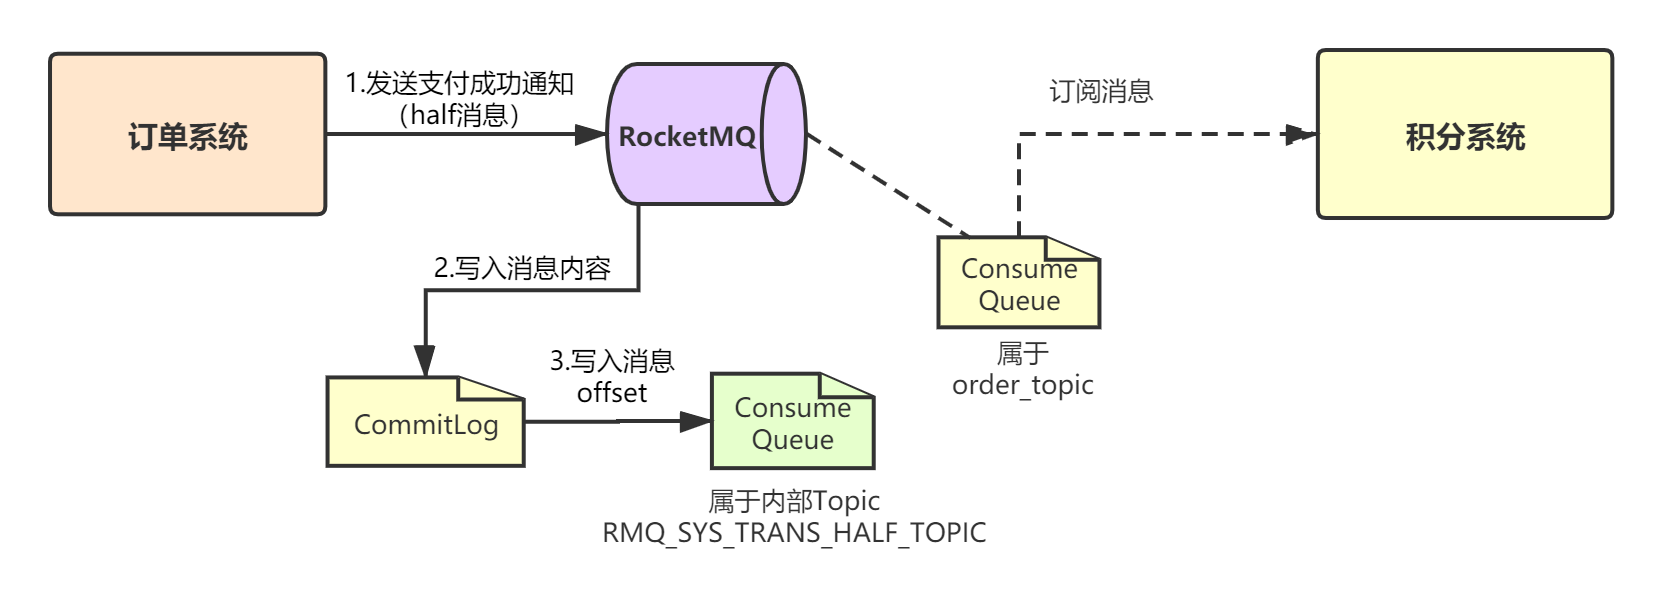 订单系统
1.发送支付成功通知
（half消息）
RocketMQ
订阅消息
积分系统
2.写入消息内容
Consume
Queue
属于
order_topic
3.写入消息
offset
CommitLog
Consume
Queue
属于内部Topic
RMQ_SYS_TRANS_HALF_TOPIC